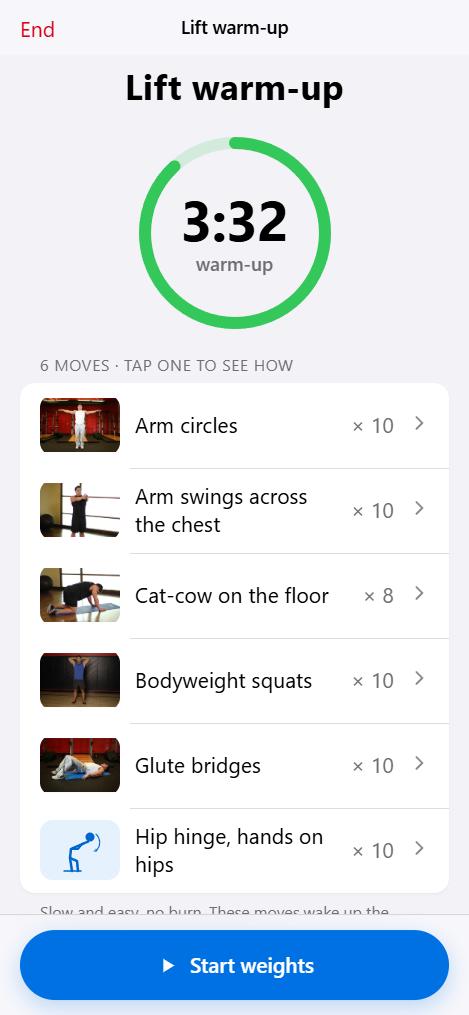 End
Lift warm-up
Lift warm-up
3:32
warm-up
6 MOVES · TAP ONE TO SEE HOW
Arm circles × 10
Arm swings across
the chest × 10
Cat-cow on the floor × 8
Bodyweight squats × 10
Glute bridges × 10
Hip hinge, hands on
hips × 10
Slow and easy, no burn. These moves wake up the
Start weights